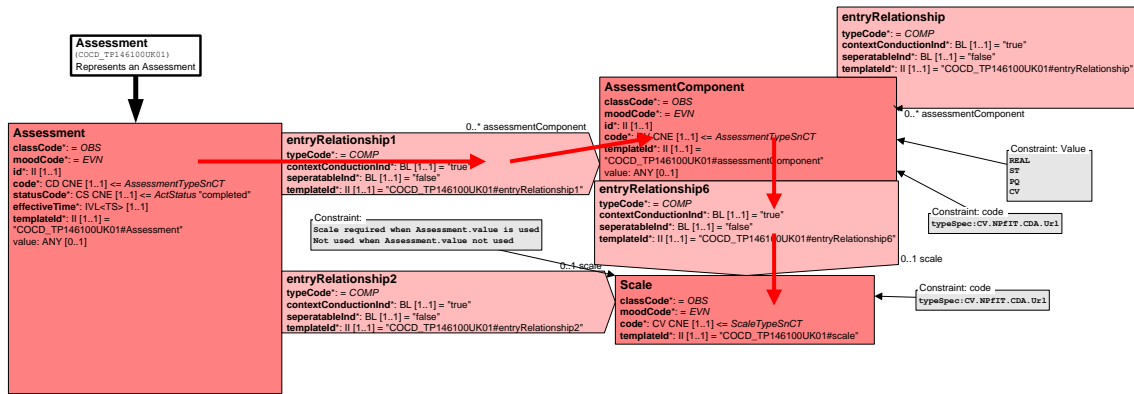 entryRelationship
typeCode*: = COMP
contextConductionInd*: BL [1..1] = "true"
seperatableInd*: BL [1..1] = "false"
templateId*: II [1..1] = "COCD_TP146100UK01#entryRelationship"
Assessment
(COCD_TP146100UK01)
Represents an Assessment
AssessmentComponent
classCode*: = OBS
moodCode*: = EVN
id*: II [1..1]
code*: CV CNE [1..1] <= AssessmentTypeSnCT
templateId*: II [1..1] =
"COCD_TP146100UK01#assessmentComponent"
value: ANY [0..1]
0..* assessmentComponent
0..* assessmentComponent
Assessment
classCode*: = OBS
moodCode*: = EVN
id*: II [1..1]
code*: CD CNE [1..1] <= AssessmentTypeSnCT
statusCode*: CS CNE [1..1] <= ActStatus "completed"
effectiveTime*: IVL<TS> [1..1]
templateId*: II [1..1] =
"COCD_TP146100UK01#Assessment"
value: ANY [0..1]
entryRelationship1
typeCode*: = COMP
contextConductionInd*: BL [1..1] = "true"
seperatableInd*: BL [1..1] = "false"
templateId*: II [1..1] = "COCD_TP146100UK01#entryRelationship1"
Constraint: Value
REAL
ST
PQ
CV
entryRelationship6
typeCode*: = COMP
contextConductionInd*: BL [1..1] = "true"
seperatableInd*: BL [1..1] = "false"
templateId*: II [1..1] = "COCD_TP146100UK01#entryRelationship6"
Constraint: code
typeSpec:CV.NPfIT.CDA.Url
Constraint:
Scale required when Assessment.value is used
Not used when Assessment.value not used
0..1 scale
0..1 scale
entryRelationship2
typeCode*: = COMP
contextConductionInd*: BL [1..1] = "true"
seperatableInd*: BL [1..1] = "false"
templateId*: II [1..1] = "COCD_TP146100UK01#entryRelationship2"
Scale
classCode*: = OBS
moodCode*: = EVN
code*: CV CNE [1..1] <= ScaleTypeSnCT
templateId*: II [1..1] = "COCD_TP146100UK01#scale"
Constraint: code
typeSpec:CV.NPfIT.CDA.Url